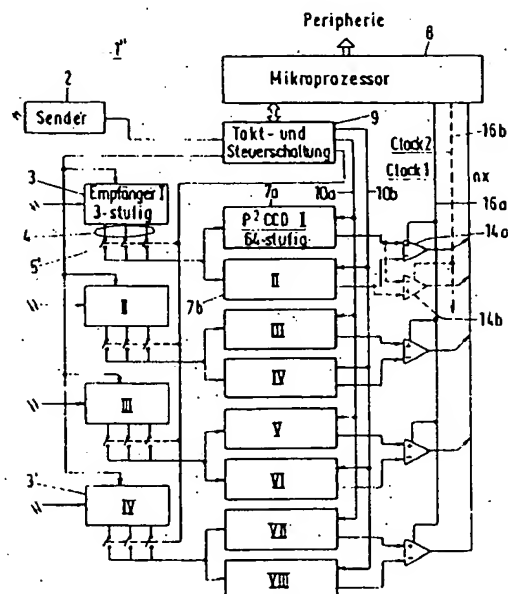 Peripherie
8
1"
Mikroprozessor
2
Sender
9
Takt- und
Steuerschaltung
16b
Clock 2
Clock 1
nx
3
Empfänger I
3-stufig
4
5'
7a
10a
10b
16a
14a
P² CCD I
64-stufig
II
7b
14b
II
III
IV
III
V
VI
3'
IV
VII
VIII